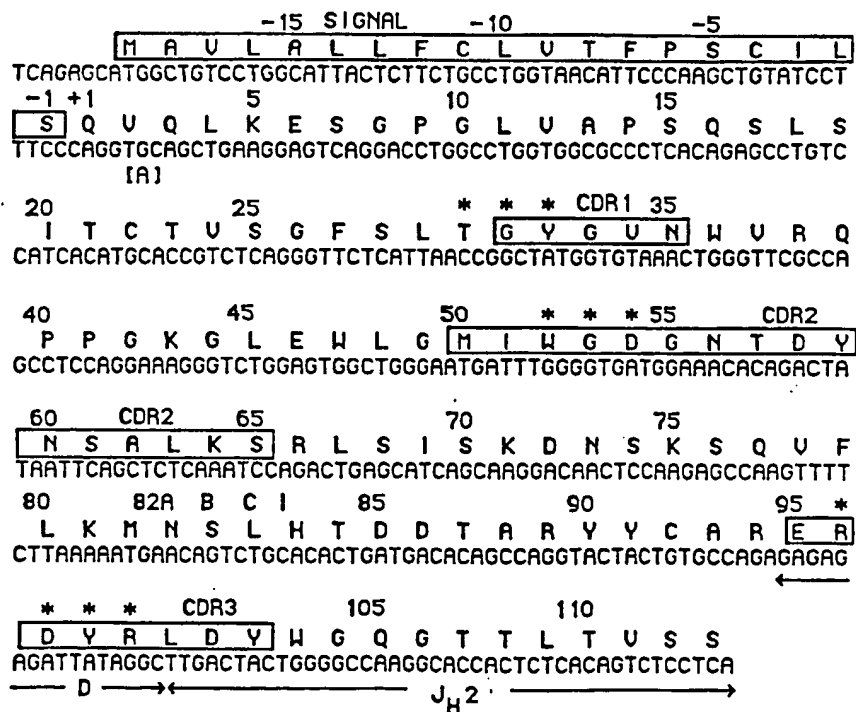 -15 SIGNAL -10 -5
M A V L A L L F C L V T F P S C I L
TCAGAGCATGGCTGTCCTGGCATTACTCTTCTGCCTGGTAACATTCCCAAGCTGTATCCT
-1 +1 5 10 15
S Q V Q L K E S G P G L V A P S Q S L S
TTCCCAGGTGCAGCTGAAGGAGTCAGGACCTGGCCTGGTGGCGCCCTCACAGAGCCTGTC
[A]
20 25 * * * CDR1 35
I T C T V S G F S L T G Y G V N W V R Q
CATCACATGCACCGTCTCAGGGTTCTCATTAACCGGCTATGGTGTAAACTGGGTTCGCCA
40 45 50 * * * 55 CDR2
P P G K G L E W L G M I W G D G N T D Y
GCCTCCAGGAAAGGGTCTGGAGTGGCTGGGAATGATTTGGGGTGATGGAAACACAGACTA
60 CDR2 65 70 75
N S A L K S R L S I S K D N S K S Q V F
TAATTCAGCTCTCAAATCCAGACTGAGCATCAGCAAGGACAACTCCAAGAGCCAAGTTTT
80 82A B C I 85 90 95 *
L K M N S L H T D D T A R Y Y C A R E R
CTTAAAAATGAACAGTCTGCACACTGATGACACAGCCAGGTACTACTGTGCCAGAGAGAG
* * * CDR3 105 110
D Y R L D Y W G Q G T T L T V S S
AGATTATAGGCTTGACTACTGGGGCCAAGGCACCACTCTCACAGTCTCCTCA
D JH2